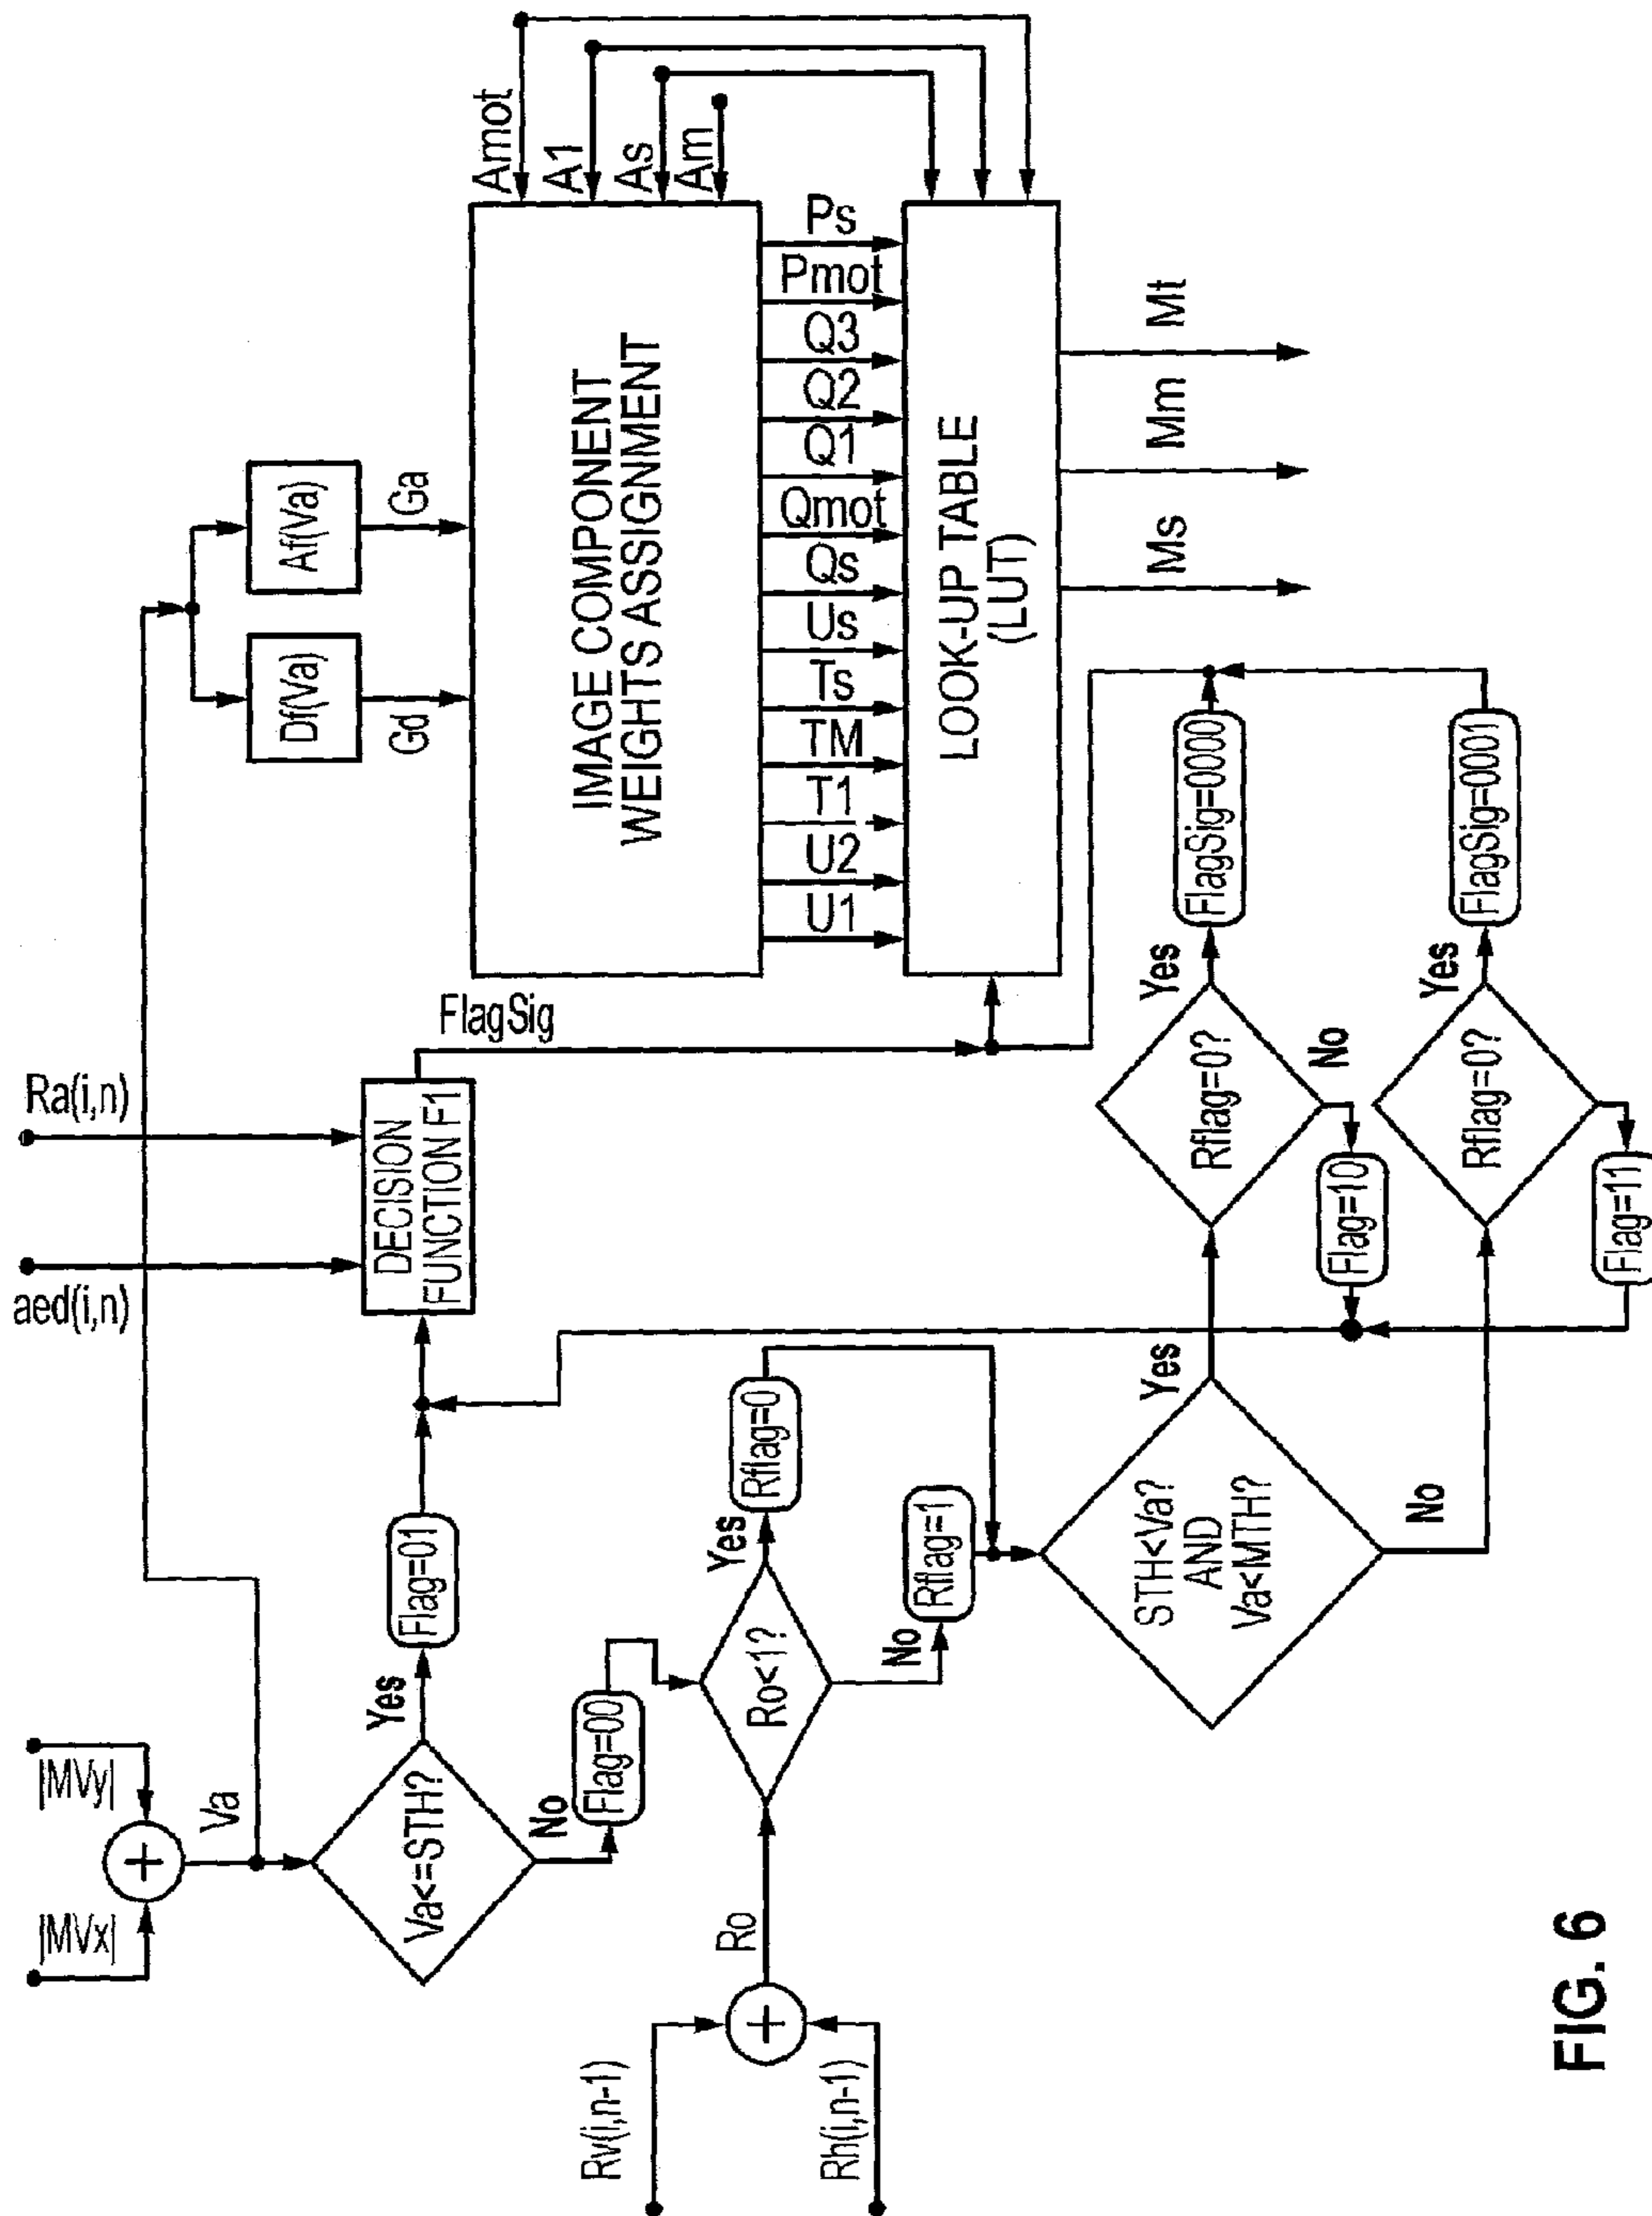 |MVx|
|MVy|
Va
Va<=STH?
Yes
No
Flag=01
Flag=00
aed(i,n)
Ra(i,n)
DECISION
FUNCTION F1
FlagSig
Df(Va)
Af(Va)
Gd
Ga
IMAGE COMPONENT
WEIGHTS ASSIGNMENT
Amot
A1
As
Am
U1
U2
T1
TM
Ts
Us
Qs
Qmot
Q1
Q2
Q3
Pmot
Ps
LOOK-UP TABLE
(LUT)
Ms
Mm
Mt
Rv(i,n-1)
Rh(i,n-1)
Ro
Ro<1?
Yes
No
Rflag=0
Rflag=1
STH<Va?
AND
Va<MTH?
Yes
No
Rflag=0?
Yes
No
FlagSig=0000
Flag=10
Rflag=0?
Yes
FlagSig=0001
Flag=11
FIG. 6